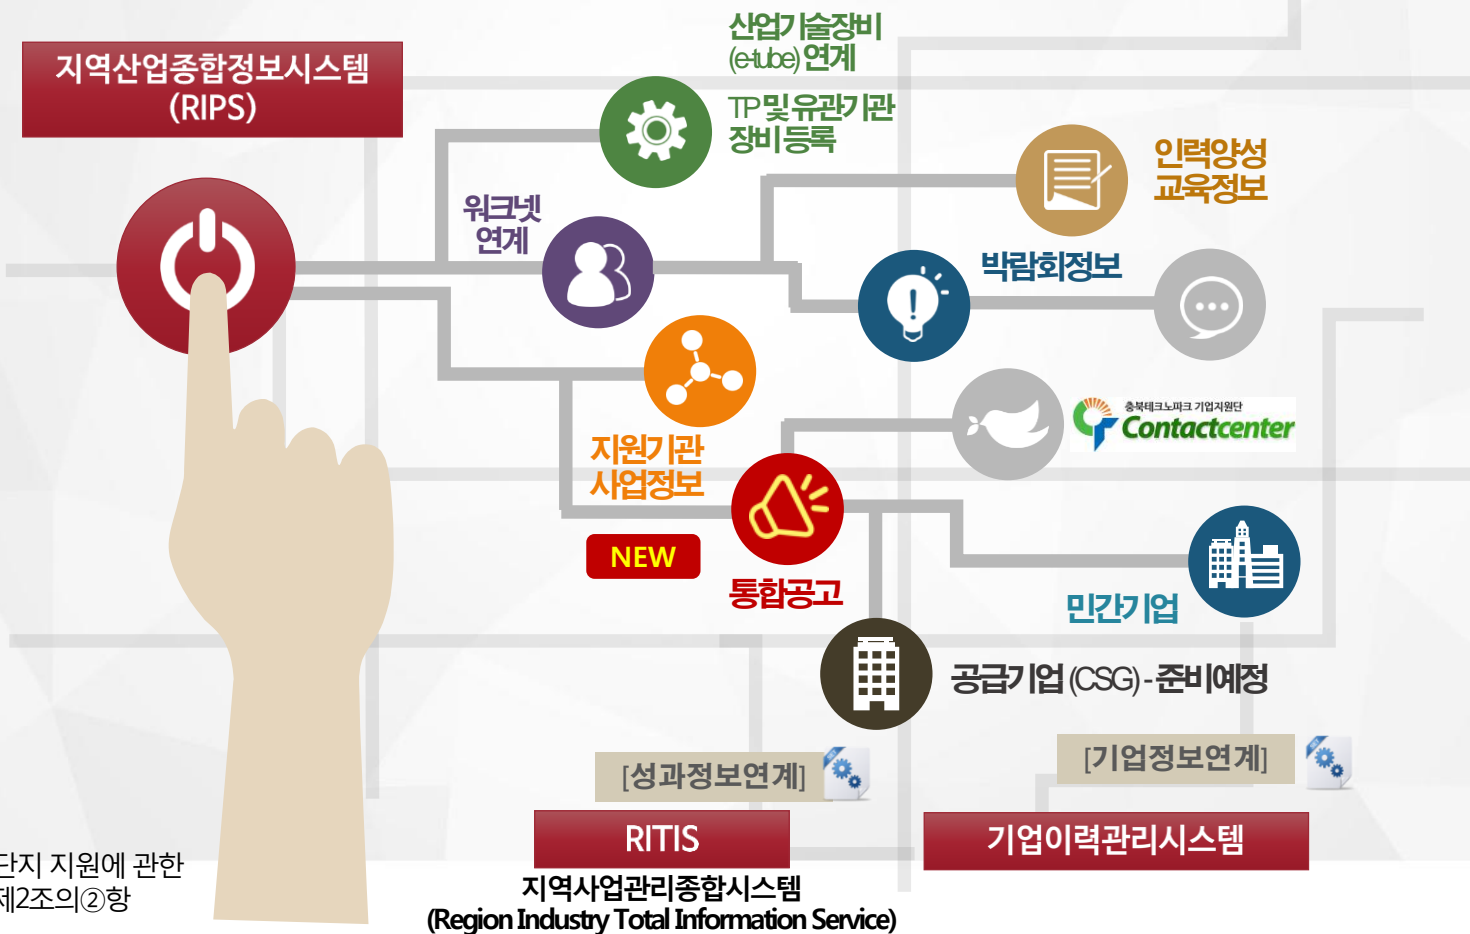 지역산업종합정보시스템
(RIPS)
산업기술장비
(e-tube) 연계
TP 및 유관기관
장비 등록
워크넷
연계
인력양성
교육정보
박람회정보
지원기관
사업정보
NEW
통합공고
충북테크노파크 기업지원단
Contactcenter
민간기업
공급기업 (CSG) - 준비예정
[성과정보연계]
[기업정보연계]
RITIS
기업이력관리시스템
지역사업관리종합시스템
(Region Industry Total Information Service)
단지 지원에 관한
제2조의②항